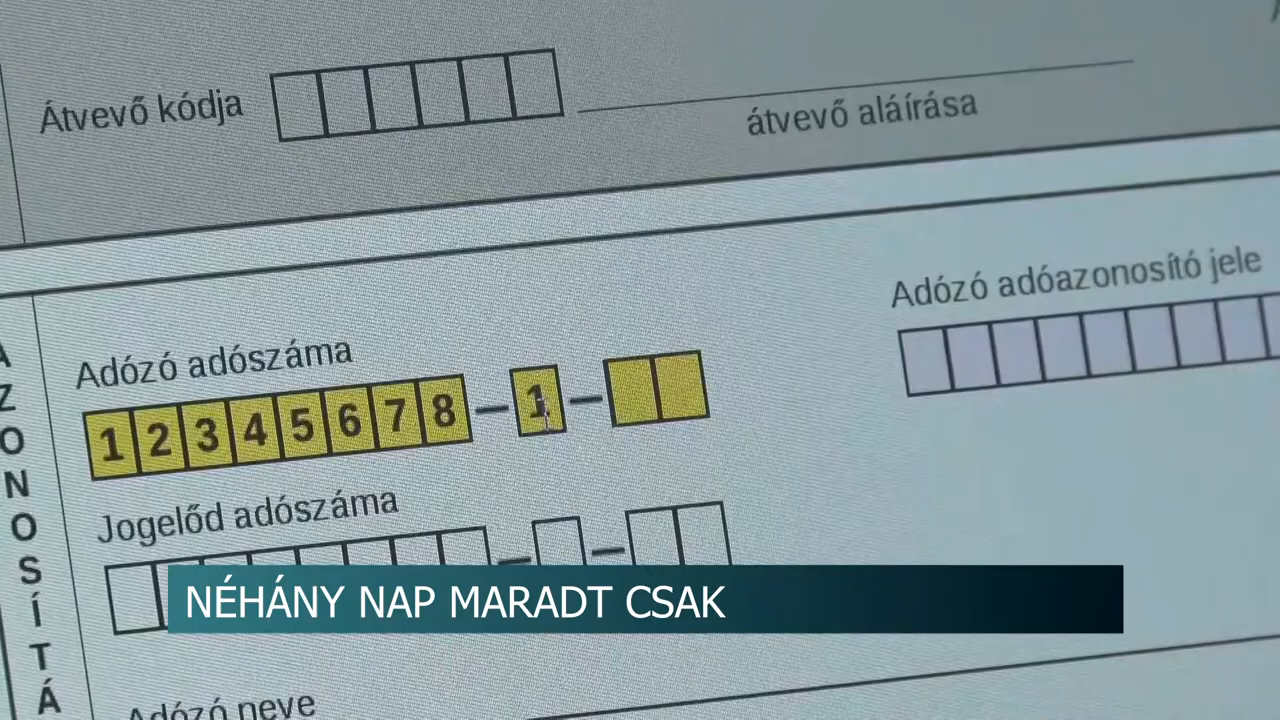 Átvevő kódja
átvevő aláírása
Adózó adóazonosító jele
Adózó adószáma
12345678-1-
Jogelőd adószáma
AZONOSÍTÁ
NÉHÁNY NAP MARADT CSAK
Adózó neve